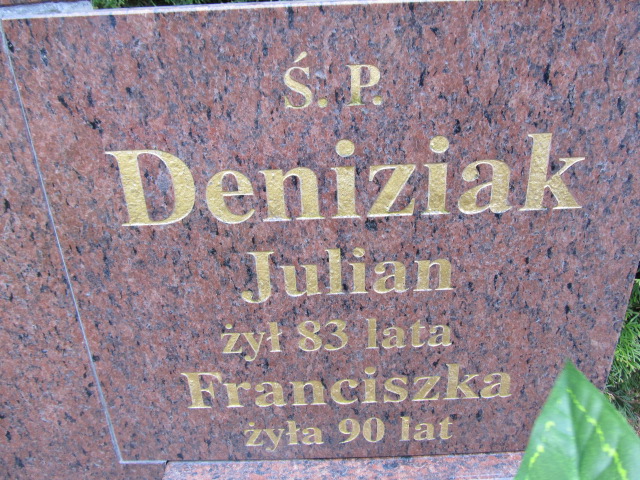 Ś. P.
Deniziak
Julian
żył 83 lata
Franciszka
żyła 90 lat